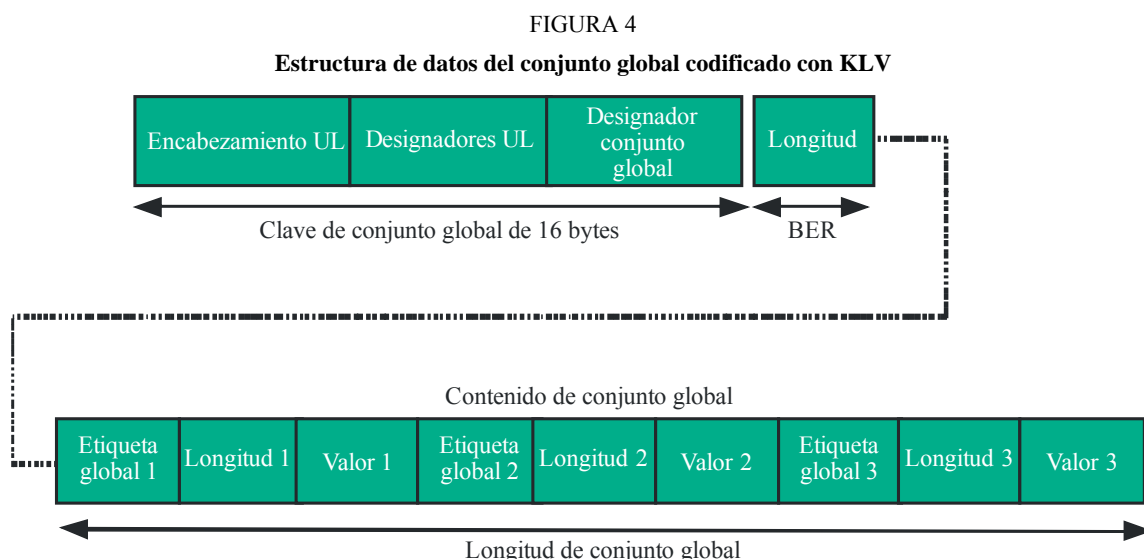 FIGURA 4
Estructura de datos del conjunto global codificado con KLV
Encabezamiento UL
Designadores UL
Designador
conjunto
global
Longitud
Clave de conjunto global de 16 bytes
BER
Contenido de conjunto global
Etiqueta
global 1
Longitud 1
Valor 1
Etiqueta
global 2
Longitud 2
Valor 2
Etiqueta
global 3
Longitud 3
Valor 3
Longitud de conjunto global